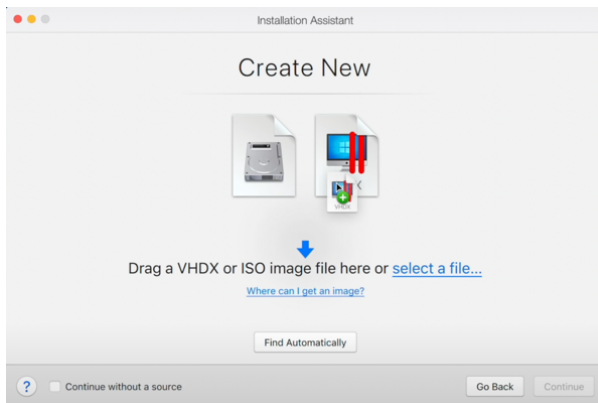 Installation Assistant
Create New
VHDX
Drag a VHDX or ISO image file here or select a file...
Where can I get an image?
Find Automatically
? Continue without a source Go Back Continue